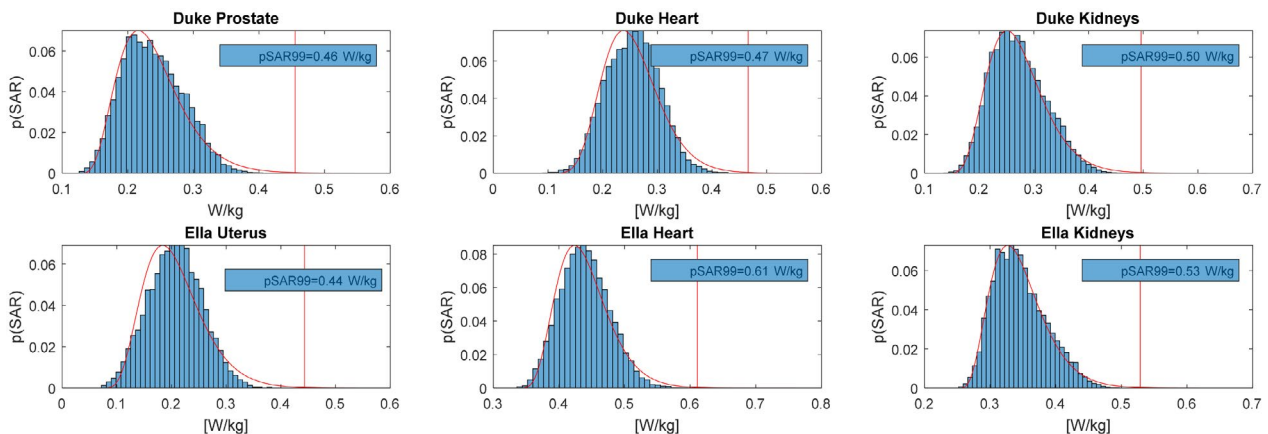 Duke Prostate
0.06
0.04
0.02
0
p(SAR)
pSAR99=0.46 W/kg
0.1 0.2 0.3 0.4 0.5 0.6
W/kg
Duke Heart
0.06
0.04
0.02
0
p(SAR)
pSAR99=0.47 W/kg
0 0.1 0.2 0.3 0.4 0.5 0.6
[W/kg]
Duke Kidneys
0.06
0.04
0.02
0
p(SAR)
pSAR99=0.50 W/kg
0.1 0.2 0.3 0.4 0.5 0.6 0.7
[W/kg]
Ella Uterus
0.06
0.04
0.02
0
p(SAR)
pSAR99=0.44 W/kg
0 0.1 0.2 0.3 0.4 0.5 0.6
[W/kg]
Ella Heart
0.08
0.06
0.04
0.02
0
p(SAR)
pSAR99=0.61 W/kg
0.3 0.4 0.5 0.6 0.7 0.8
[W/kg]
Ella Kidneys
0.06
0.04
0.02
0
p(SAR)
pSAR99=0.53 W/kg
0.2 0.3 0.4 0.5 0.6 0.7
[W/kg]